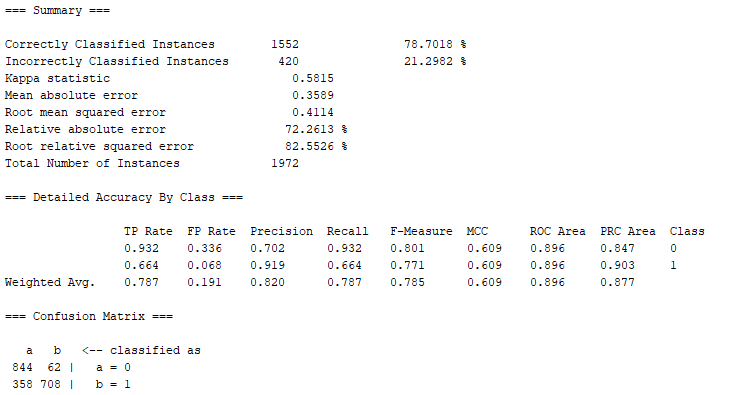 === Summary ===
Correctly Classified Instances 1552 78.7018 %
Incorrectly Classified Instances 420 21.2982 %
Kappa statistic 0.5815
Mean absolute error 0.3589
Root mean squared error 0.4114
Relative absolute error 72.2613 %
Root relative squared error 82.5526 %
Total Number of Instances 1972
=== Detailed Accuracy By Class ===
TP Rate FP Rate Precision Recall F-Measure MCC ROC Area PRC Area Class
0.932 0.336 0.702 0.932 0.801 0.609 0.896 0.847 0
0.664 0.068 0.919 0.664 0.771 0.609 0.896 0.903 1
Weighted Avg. 0.787 0.191 0.820 0.787 0.785 0.609 0.896 0.877
=== Confusion Matrix ===
a b <-- classified as
844 62 | a = 0
358 708 | b = 1